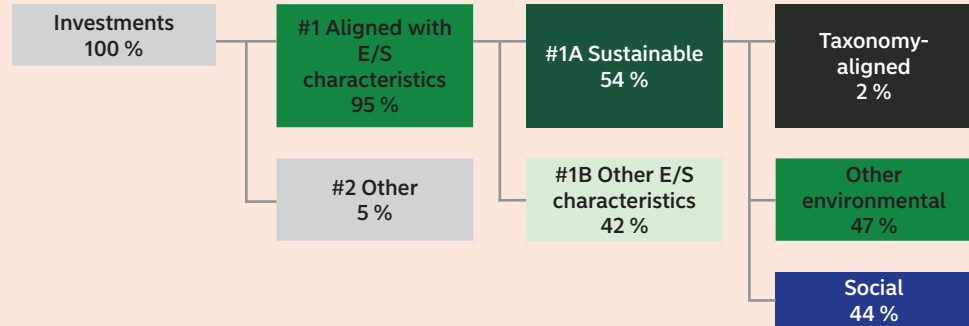 Investments
100 %
#1 Aligned with
E/S
characteristics
95 %
#2 Other
5 %
#1A Sustainable
54 %
#1B Other E/S
characteristics
42 %
Taxonomy-
aligned
2 %
Other
environmental
47 %
Social
44 %